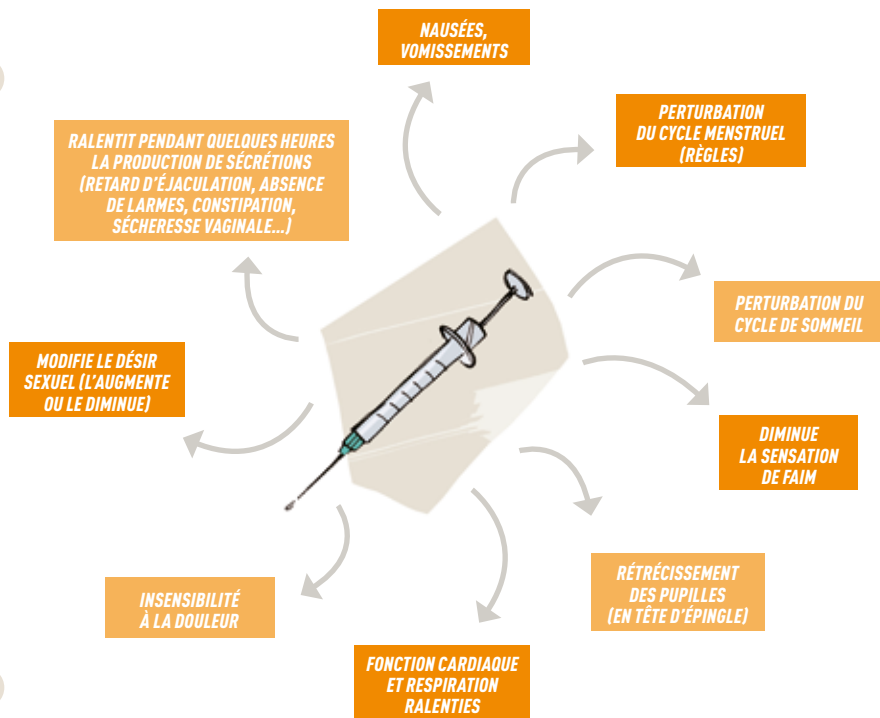 NAUSÉES,
VOMISSEMENTS
PERTURBATION
DU CYCLE MENSTRUEL
(RÈGLES)
RALENTIT PENDANT QUELQUES HEURES
LA PRODUCTION DE SÉCRÉTIONS
(RETARD D'ÉJACULATION, ABSENCE
DE LARMES, CONSTIPATION,
SÉCHERESSE VAGINALE...)
PERTURBATION DU
CYCLE DE SOMMEIL
MODIFIE LE DÉSIR
SEXUEL (L'AUGMENTE
OU LE DIMINUE)
DIMINUE
LA SENSATION
DE FAIM
RÉTRÉCISSEMENT
DES PUPILLES
(EN TÊTE D'ÉPINGLE)
INSENSIBILITÉ
À LA DOULEUR
FONCTION CARDIAQUE
ET RESPIRATION
RALENTIES